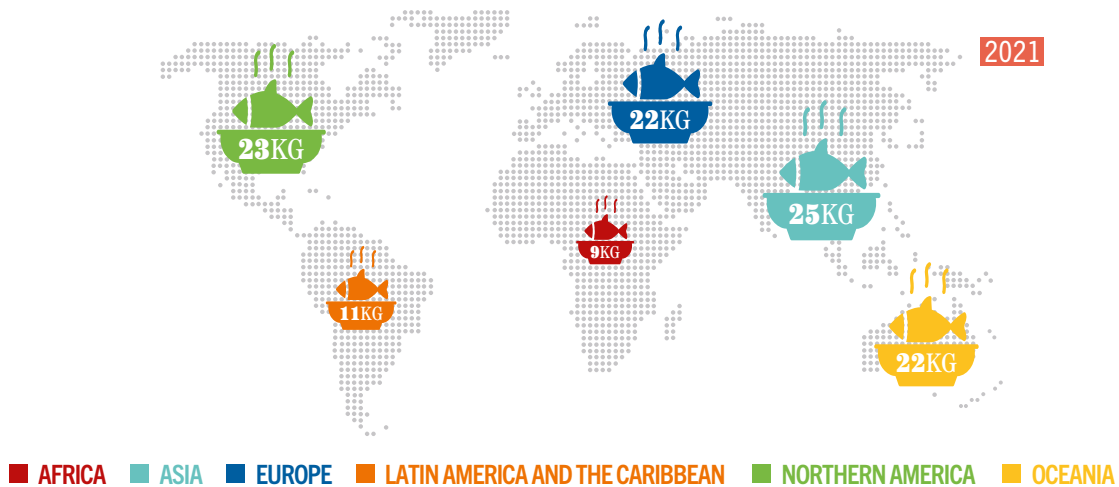 2021
23KG
22KG
25KG
9KG
11KG
22KG
AFRICA ASIA EUROPE LATIN AMERICA AND THE CARIBBEAN NORTHERN AMERICA OCEANIA